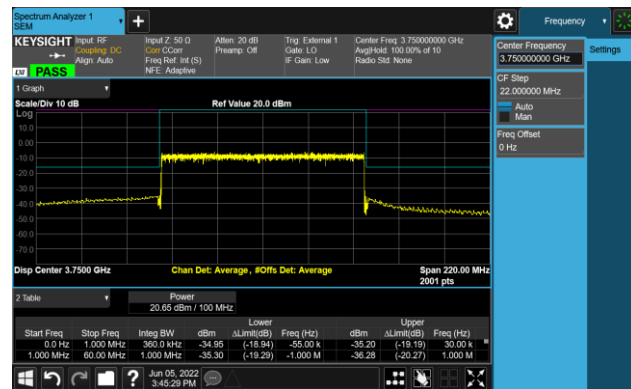 Spectrum Analyzer 1
SEM
+
Frequency
KEYSIGHT Input: RF Input Z: 50 Ω Atten: 20 dB Trig: External 1 Center Freq: 3.750000000 GHz
Coupling: DC Corr CCorr Preamp: Off Gate: LO Avg|Hold: 100.00% of 10
Align: Auto Freq Ref: Int (S) IF Gain: Low Radio Std: None
NFE: Adaptive
LXI PASS
Center Frequency
3.750000000 GHz
Settings
CF Step
22.000000 MHz
Auto
Man
Freq Offset
0 Hz
1 Graph
Scale/Div 10 dB Ref Value 20.0 dBm
Log
10.0
0.00
-10.0
-20.0
-30.0
-40.0
-50.0
-60.0
-70.0
Disp Center 3.7500 GHz Chan Det: Average , #Offs Det: Average Span 220.00 MHz
2001 pts
2 Table
Power
20.65 dBm / 100 MHz
Lower Upper
Start Freq Stop Freq Integ BW dBm ΔLimit(dB) Freq (Hz) dBm ΔLimit(dB) Freq (Hz)
0.0 Hz 1.000 MHz 360.0 kHz -34.95 (-18.94) -55.00 k -35.20 (-19.19) 30.00 k
1.000 MHz 60.00 MHz 1.000 MHz -35.30 (-19.29) -1.000 M -36.28 (-20.27) 1.000 M
? Jun 05, 2022
3:45:29 PM